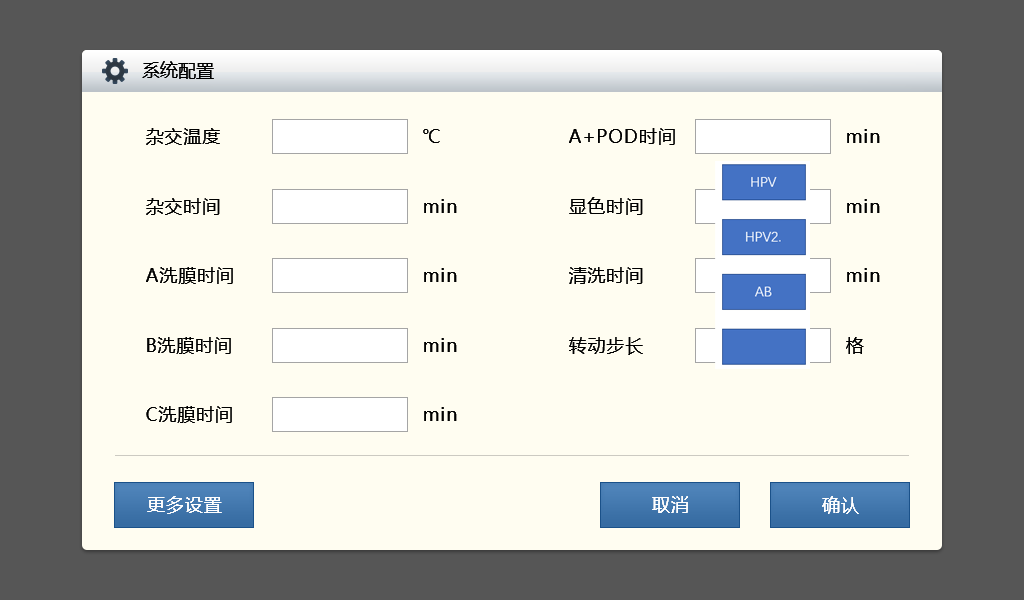 系统配置
杂交温度 ℃ A+POD时间 min
HPV
杂交时间 min 显色时间 min
HPV2.
A洗膜时间 min 清洗时间 min
AB
B洗膜时间 min 转动步长 格
C洗膜时间 min
更多设置 取消 确认